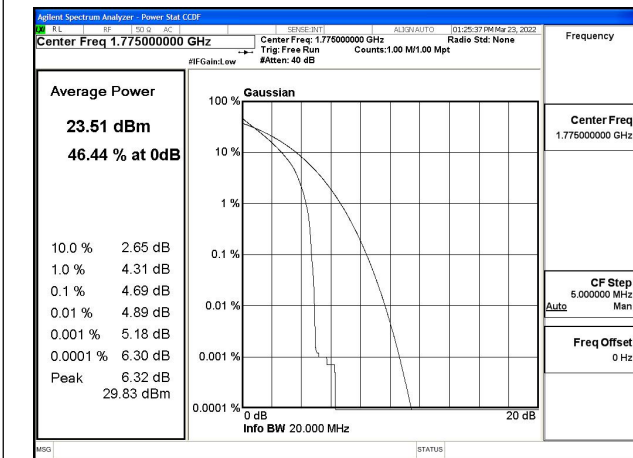 Agilent Spectrum Analyzer - Power Stat CCDF
RL RF 50 Ω AC SENSE:INT ALIGN AUTO 01:25:37 PM Mar 23, 2022
Center Freq 1.775000000 GHz
Center Freq: 1.775000000 GHz Radio Std: None
Trig: Free Run Counts:1.00 M/1.00 Mpt
#IFGain:Low #Atten: 40 dB
Frequency
Average Power
23.51 dBm
46.44 % at 0dB
10.0 % 2.65 dB
1.0 % 4.31 dB
0.1 % 4.69 dB
0.01 % 4.89 dB
0.001 % 5.18 dB
0.0001 % 6.30 dB
Peak 6.32 dB
29.83 dBm
Gaussian
100 %
10 %
1 %
0.1 %
0.01 %
0.001 %
0.0001 %
0 dB 20 dB
Info BW 20.000 MHz
Center Freq
1.775000000 GHz
CF Step
5.000000 MHz
Auto Man
Freq Offset
0 Hz
MSG STATUS